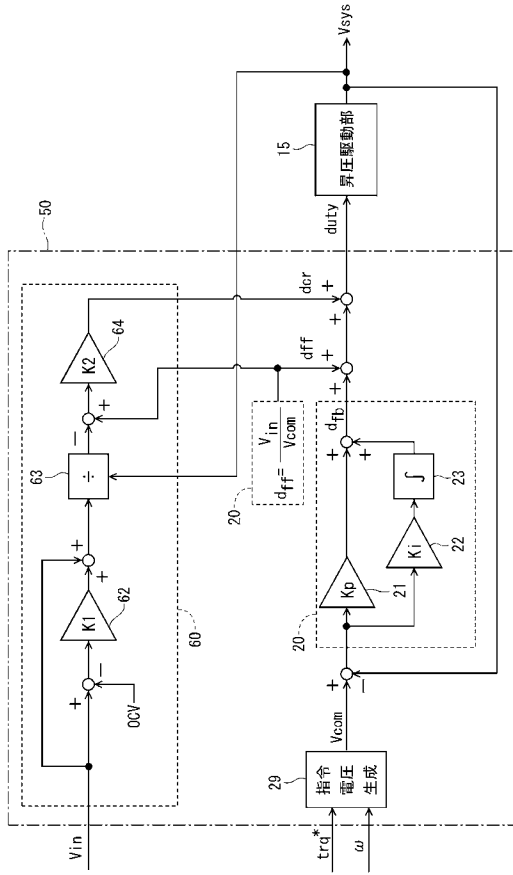 50
60
Vin
OCV
+
−
K1
62
+
+
÷
63
−
+
K2
64
20
dff= Vin
Vcom
dcr
dff
+
+
+
+
duty
昇圧駆動部
15
Vsys
trq*
ω
指令
電圧
生成
29
Vcom
+
−
20
Kp
21
Ki
22
∫
23
+
+
dfb